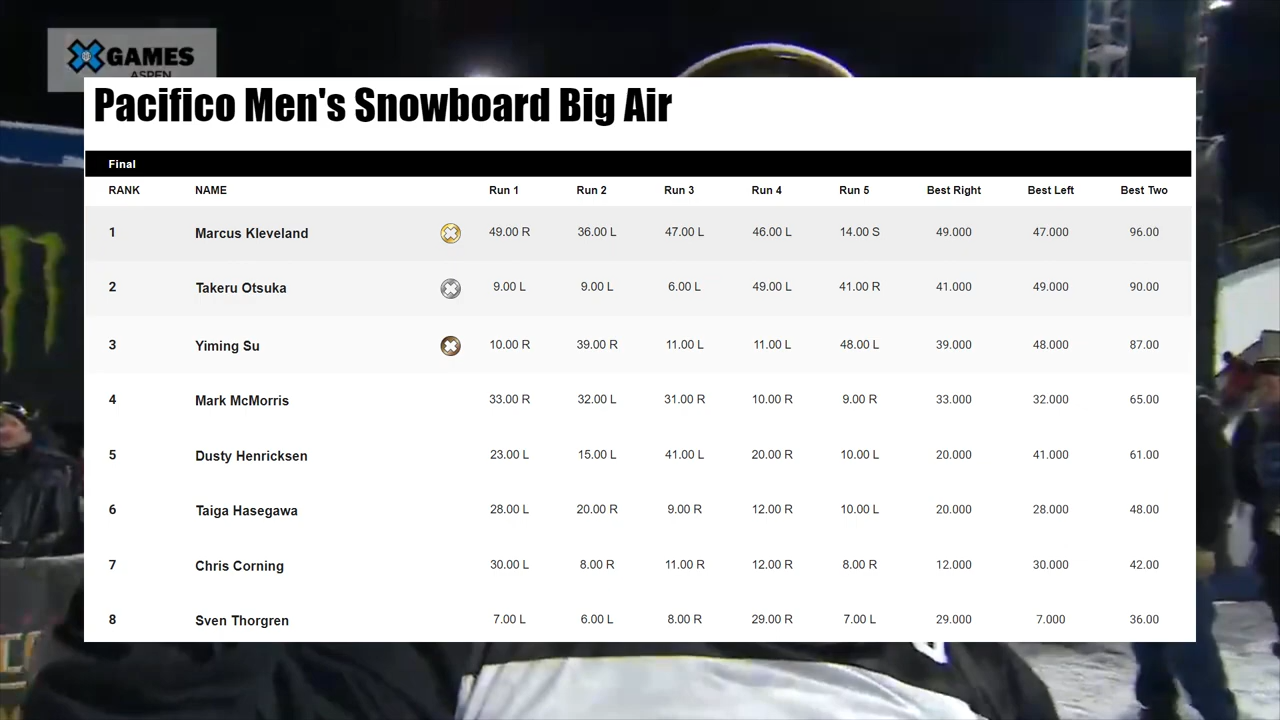 X GAMES
ASPEN
Pacifico Men's Snowboard Big Air
Final
RANK NAME Run 1 Run 2 Run 3 Run 4 Run 5 Best Right Best Left Best Two
1 Marcus Kleveland 49.00 R 36.00 L 47.00 L 46.00 L 14.00 S 49.000 47.000 96.00
2 Takeru Otsuka 9.00 L 9.00 L 6.00 L 49.00 L 41.00 R 41.000 49.000 90.00
3 Yiming Su 10.00 R 39.00 R 11.00 L 11.00 L 48.00 L 39.000 48.000 87.00
4 Mark McMorris 33.00 R 32.00 L 31.00 R 10.00 R 9.00 R 33.000 32.000 65.00
5 Dusty Henricksen 23.00 L 15.00 L 41.00 L 20.00 R 10.00 L 20.000 41.000 61.00
6 Taiga Hasegawa 28.00 L 20.00 R 9.00 R 12.00 R 10.00 L 20.000 28.000 48.00
7 Chris Corning 30.00 L 8.00 R 11.00 R 12.00 R 8.00 R 12.000 30.000 42.00
8 Sven Thorgren 7.00 L 6.00 L 8.00 R 29.00 R 7.00 L 29.000 7.000 36.00